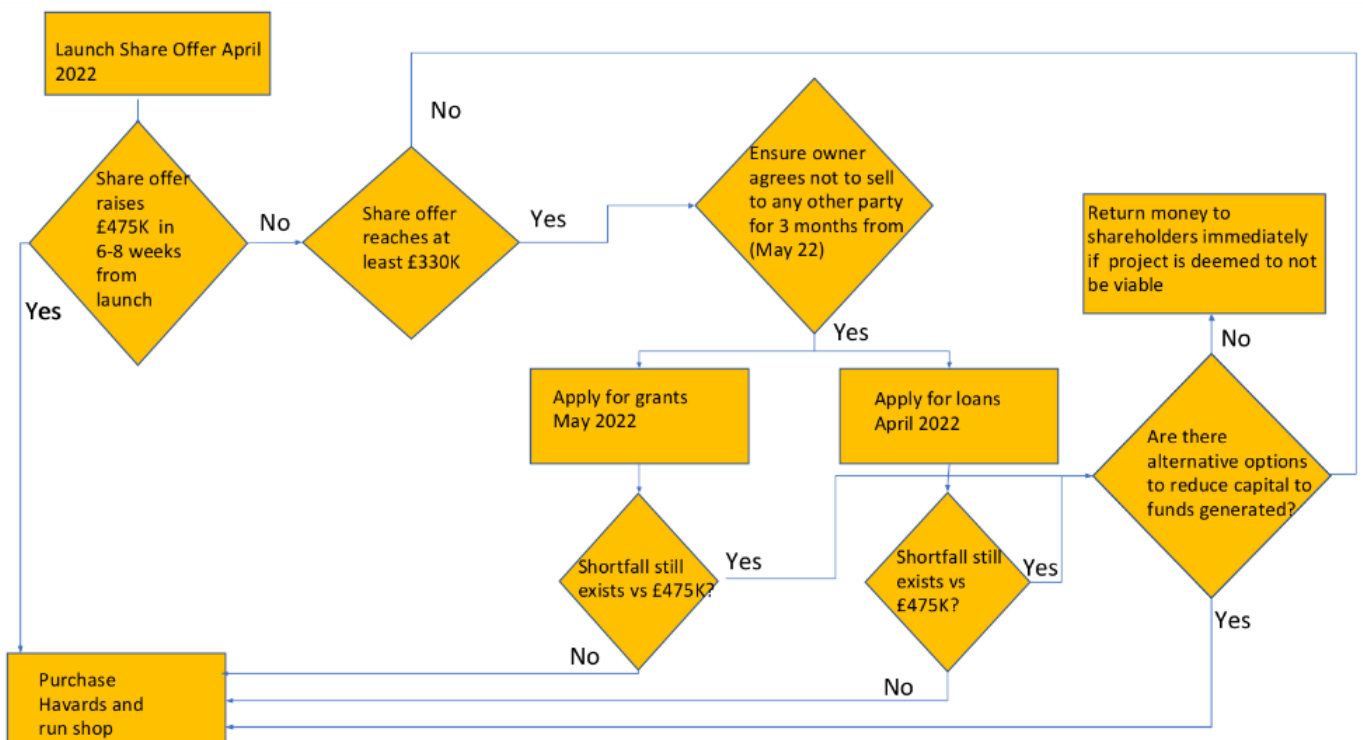 Launch Share Offer April
2022
Share offer
raises
£475K in
6-8 weeks
from
launch
Yes
No
Share offer
reaches at
least £330K
No
Yes
Ensure owner
agrees not to sell
to any other party
for 3 months from
(May 22)
Yes
Apply for grants
May 2022
Apply for loans
April 2022
Shortfall still
exists vs £475K?
Yes
No
Shortfall still
exists vs
£475K?
Yes
No
Return money to
shareholders immediately
if project is deemed to not
be viable
No
Are there
alternative options
to reduce capital to
funds generated?
Yes
Purchase
Havards and
run shop